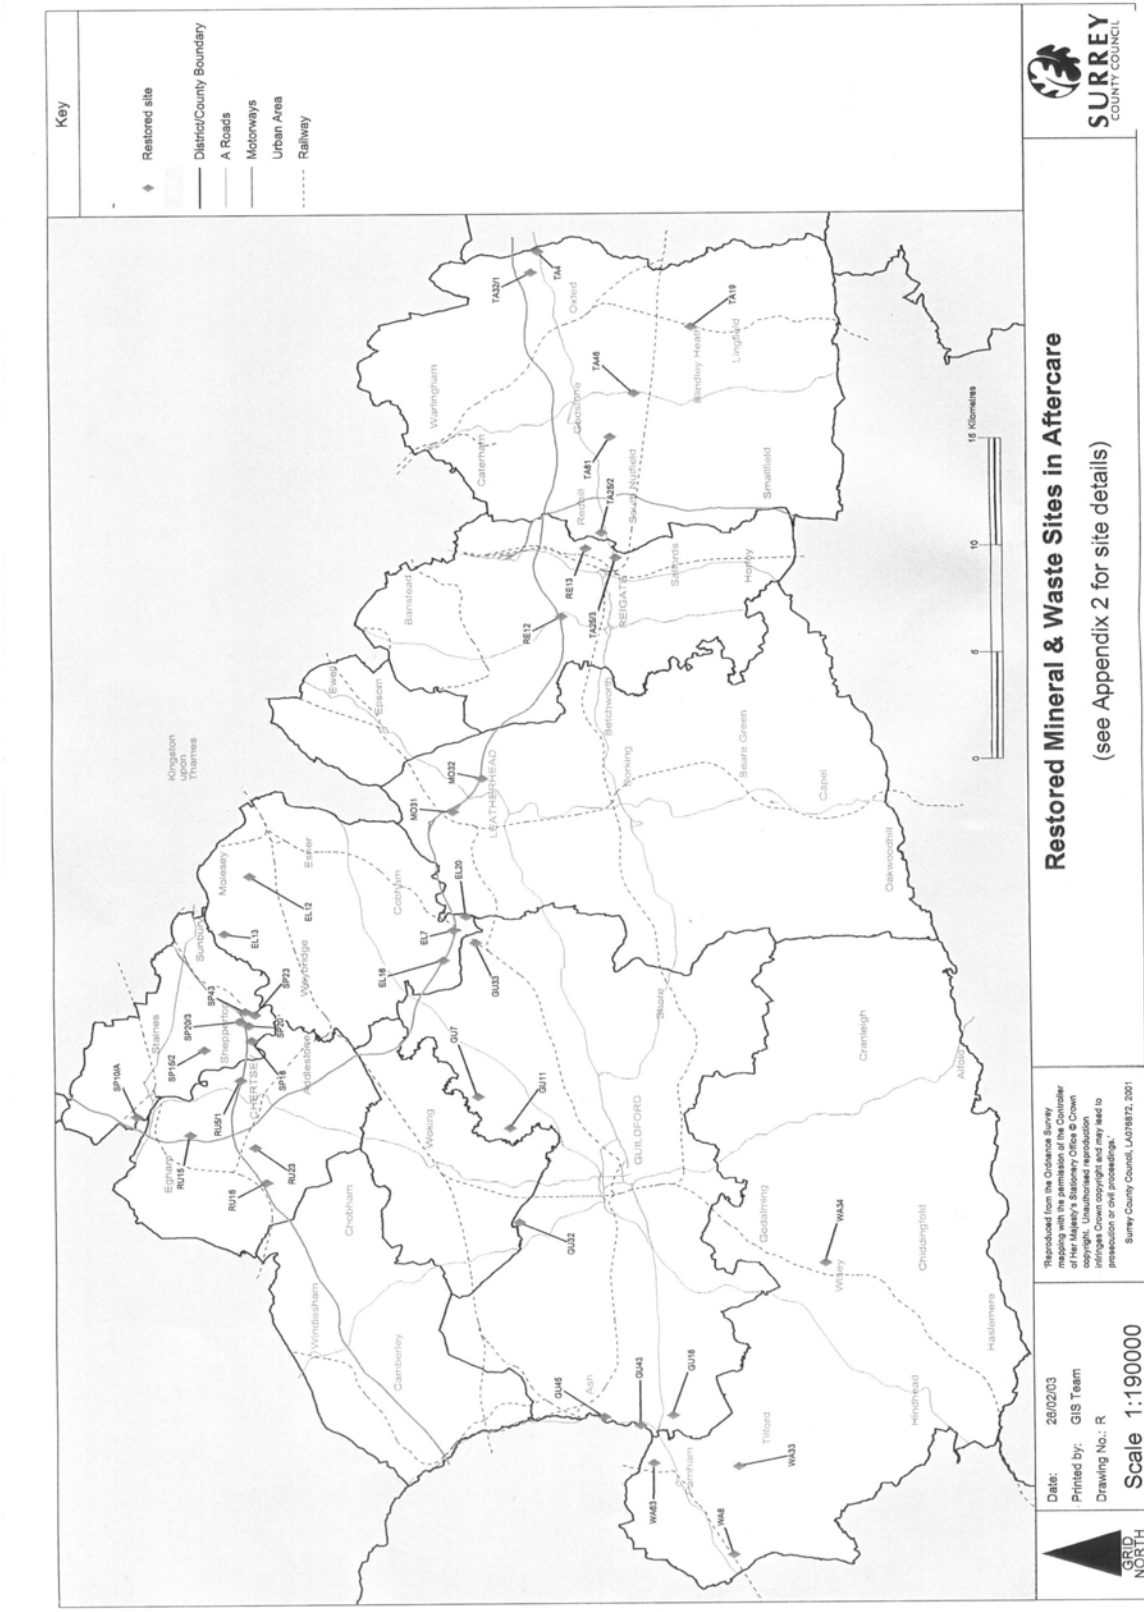 Key
Restored site
District/County Boundary
A Roads
Motorways
Urban Area
Railway
SURREY
COUNTY COUNCIL
Kingston
upon
Thames
Staines
Sunbury
Molesey
Shepperton
Egham
CHERTSEY
Addlestone
Weybridge
Esher
Cobham
Chobham
Windlesham
Camberley
Woking
Ewell
Epsom
Banstead
LEATHERHEAD
Warlingham
Caterham
Oxted
Godstone
Redhill
REIGATE
South Nutfield
Blindley Heath
Lingfield
Smallfield
Salfords
Horley
Betchworth
Dorking
Beare Green
Capel
Oakwoodhill
Shere
Cranleigh
Alfold
GUILDFORD
Godalming
Witley
Chiddingfold
Haslemere
Hindhead
Ash
Farnham
Tilford
SP10/A
SP15/2
SP20/3
SP43
SP23
SP20
SP18
RU5/1
RU15
RU16
RU23
EL13
EL12
EL16
EL7
EL20
MO31
MO32
GU33
GU7
GU11
GU32
GU45
GU43
GU18
WA63
WA8
WA33
WA34
RE12
RE13
TA25/3
TA25/2
TA61
TA46
TA19
TA32/1
TA4
0
5
10
15 Kilometres
Restored Mineral & Waste Sites in Aftercare
(see Appendix 2 for site details)
'Reproduced from the Ordnance Survey
mapping with the permission of the Controller
of Her Majesty's Stationery Office © Crown
copyright. Unauthorised reproduction
infringes Crown copyright and may lead to
prosecution or civil proceedings.'
Surrey County Council, LA076872, 2001
Date: 26/02/03
Printed by: GIS Team
Drawing No.: R
Scale 1:190000
GRID
NORTH